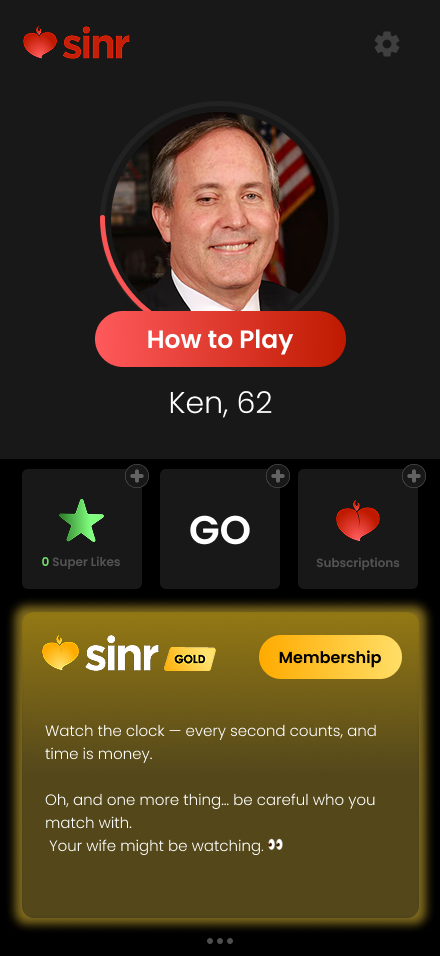 sinr
How to Play
Ken, 62
GO
0 Super Likes
Subscriptions
sinr GOLD
Membership
Watch the clock — every second counts, and
time is money.
Oh, and one more thing... be careful who you
match with.
Your wife might be watching. 👀